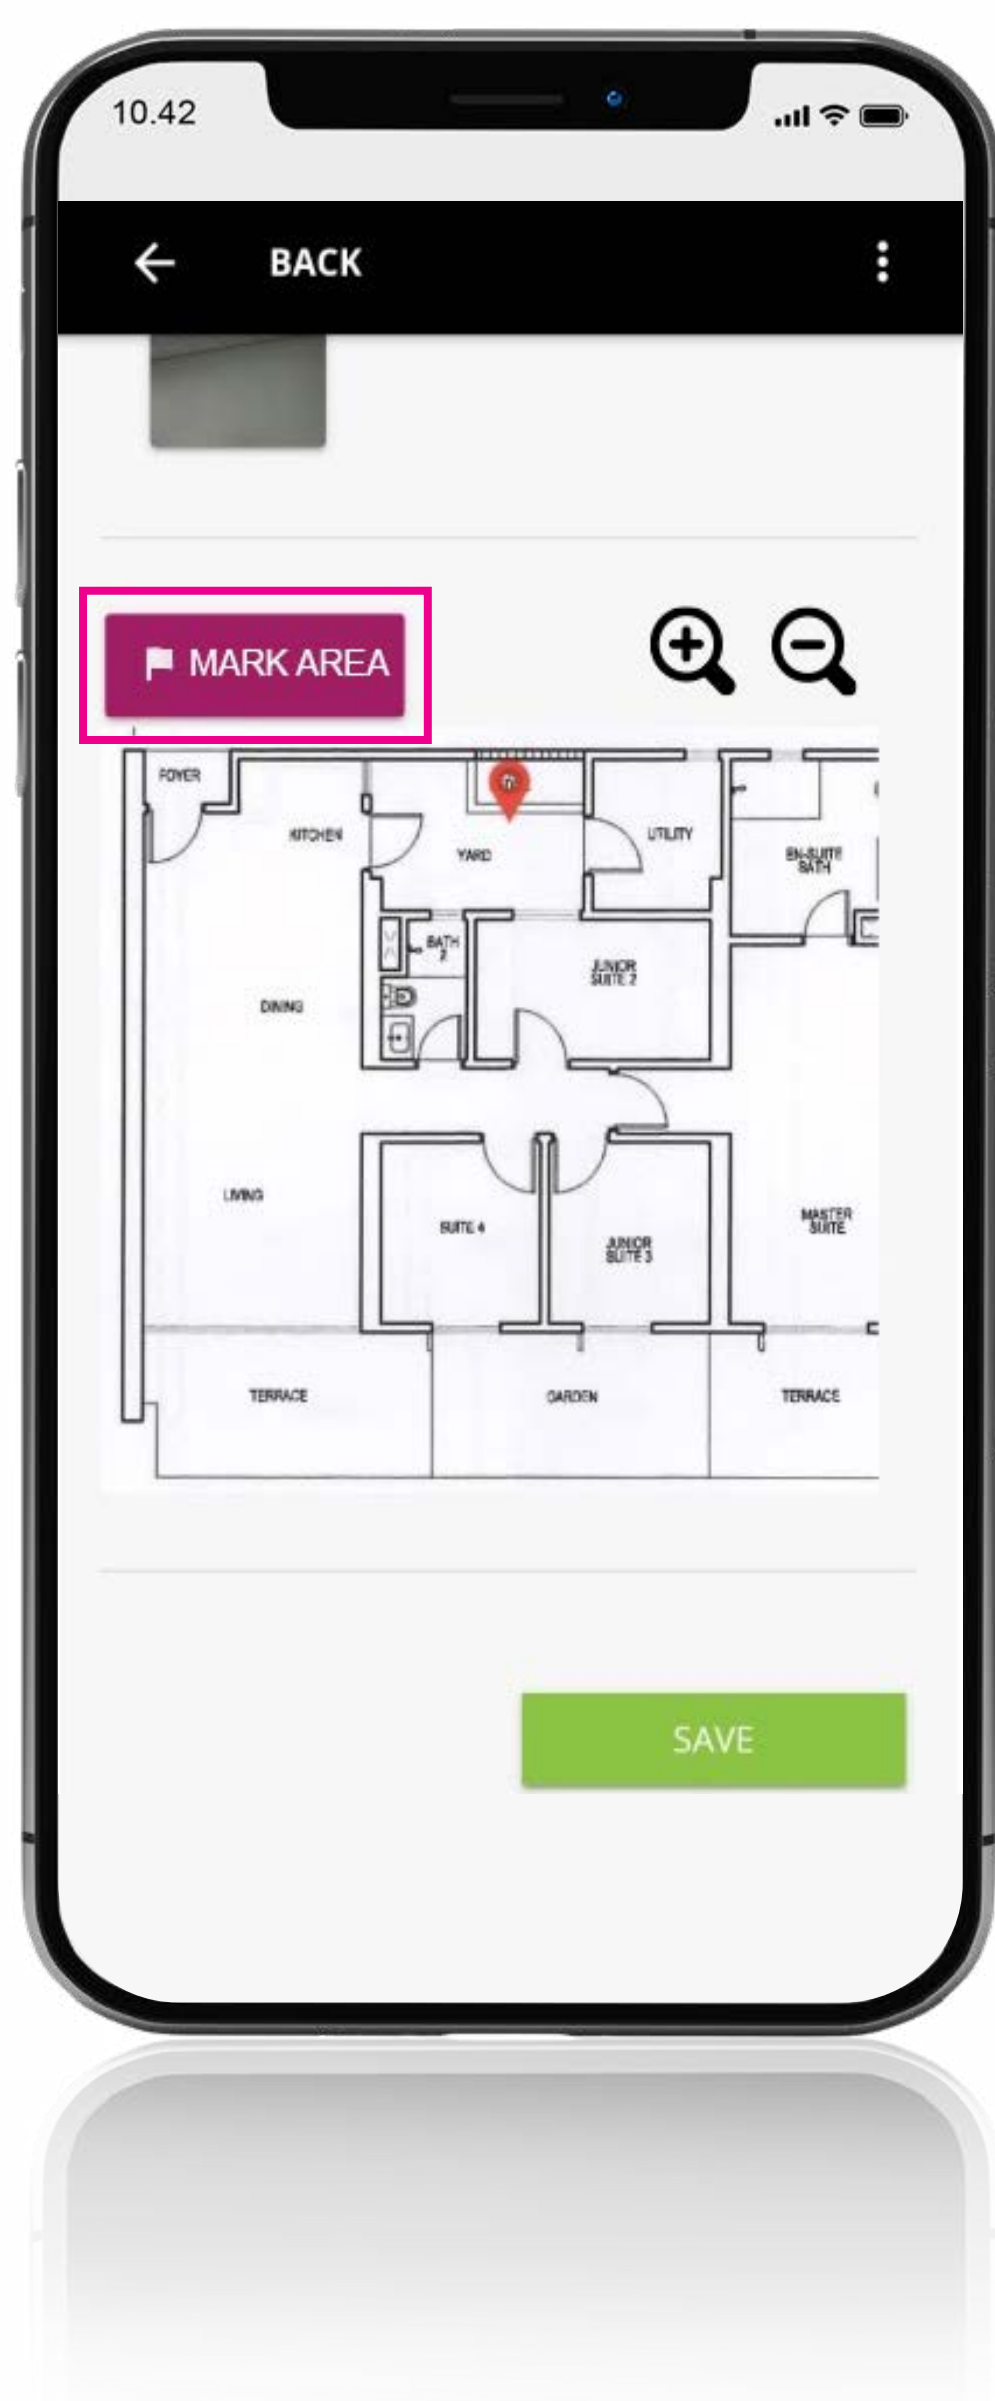 10.42
BACK
MARK AREA
FOYER
KITCHEN
YARD
UTILITY
EN-SUITE
BATH
BATH
2
JUNIOR
SUITE 2
DINING
LIVING
SUITE 4
JUNIOR
SUITE 3
MASTER
SUITE
TERRACE
GARDEN
TERRACE
SAVE